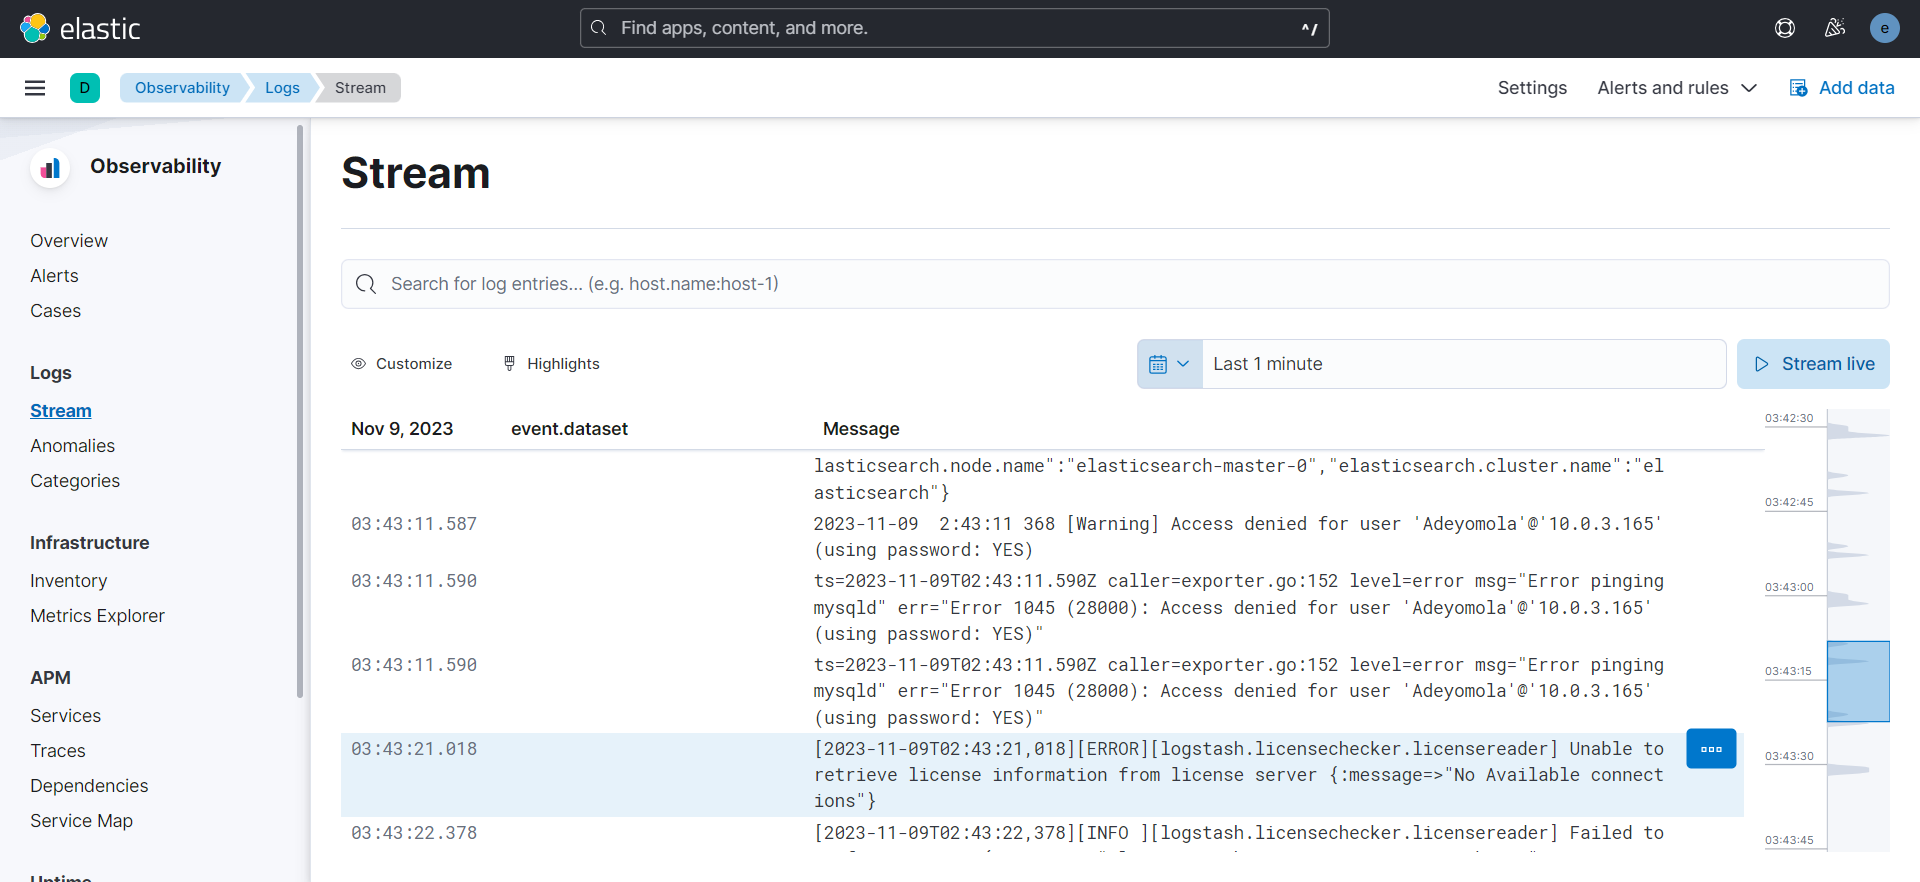 elastic
Find apps, content, and more.
^/
e
D
Observability
Logs
Stream
Settings
Alerts and rules
Add data
Observability
Overview
Alerts
Cases
Logs
Stream
Anomalies
Categories
Infrastructure
Inventory
Metrics Explorer
APM
Services
Traces
Dependencies
Service Map
Uptime
Stream
Search for log entries... (e.g. host.name:host-1)
Customize
Highlights
Last 1 minute
Stream live
Nov 9, 2023
event.dataset
Message
lasticsearch.node.name":"elasticsearch-master-0","elasticsearch.cluster.name":"el
asticsearch"}
03:43:11.587
2023-11-09  2:43:11 368 [Warning] Access denied for user 'Adeyomola'@'10.0.3.165'
(using password: YES)
03:43:11.590
ts=2023-11-09T02:43:11.590Z caller=exporter.go:152 level=error msg="Error pinging
mysqld" err="Error 1045 (28000): Access denied for user 'Adeyomola'@'10.0.3.165'
(using password: YES)"
03:43:11.590
ts=2023-11-09T02:43:11.590Z caller=exporter.go:152 level=error msg="Error pinging
mysqld" err="Error 1045 (28000): Access denied for user 'Adeyomola'@'10.0.3.165'
(using password: YES)"
03:43:21.018
[2023-11-09T02:43:21,018][ERROR][logstash.licensechecker.licensereader] Unable to
retrieve license information from license server {:message=>"No Available connect
ions"}
03:43:22.378
[2023-11-09T02:43:22,378][INFO ][logstash.licensechecker.licensereader] Failed to
03:42:30
03:42:45
03:43:00
03:43:15
03:43:30
03:43:45